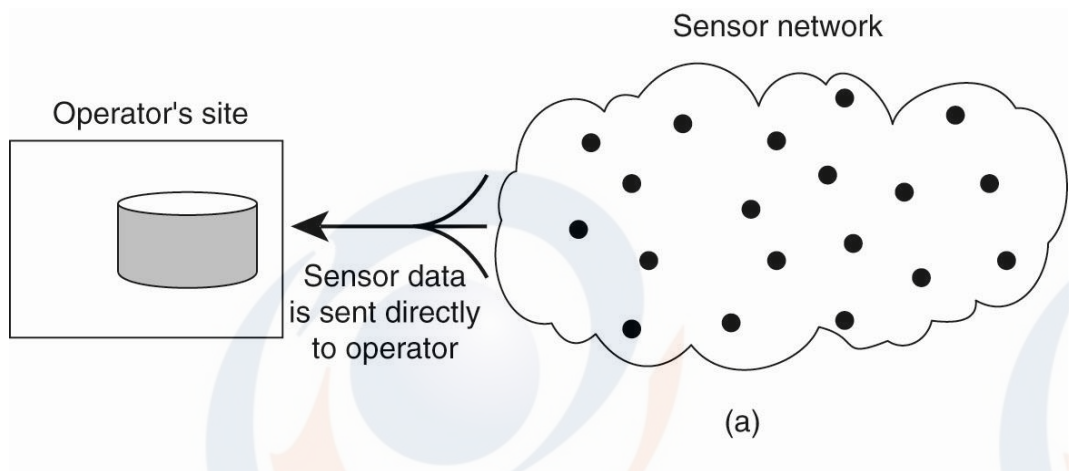 Sensor network
Operator's site
Sensor data
is sent directly
to operator
(a)